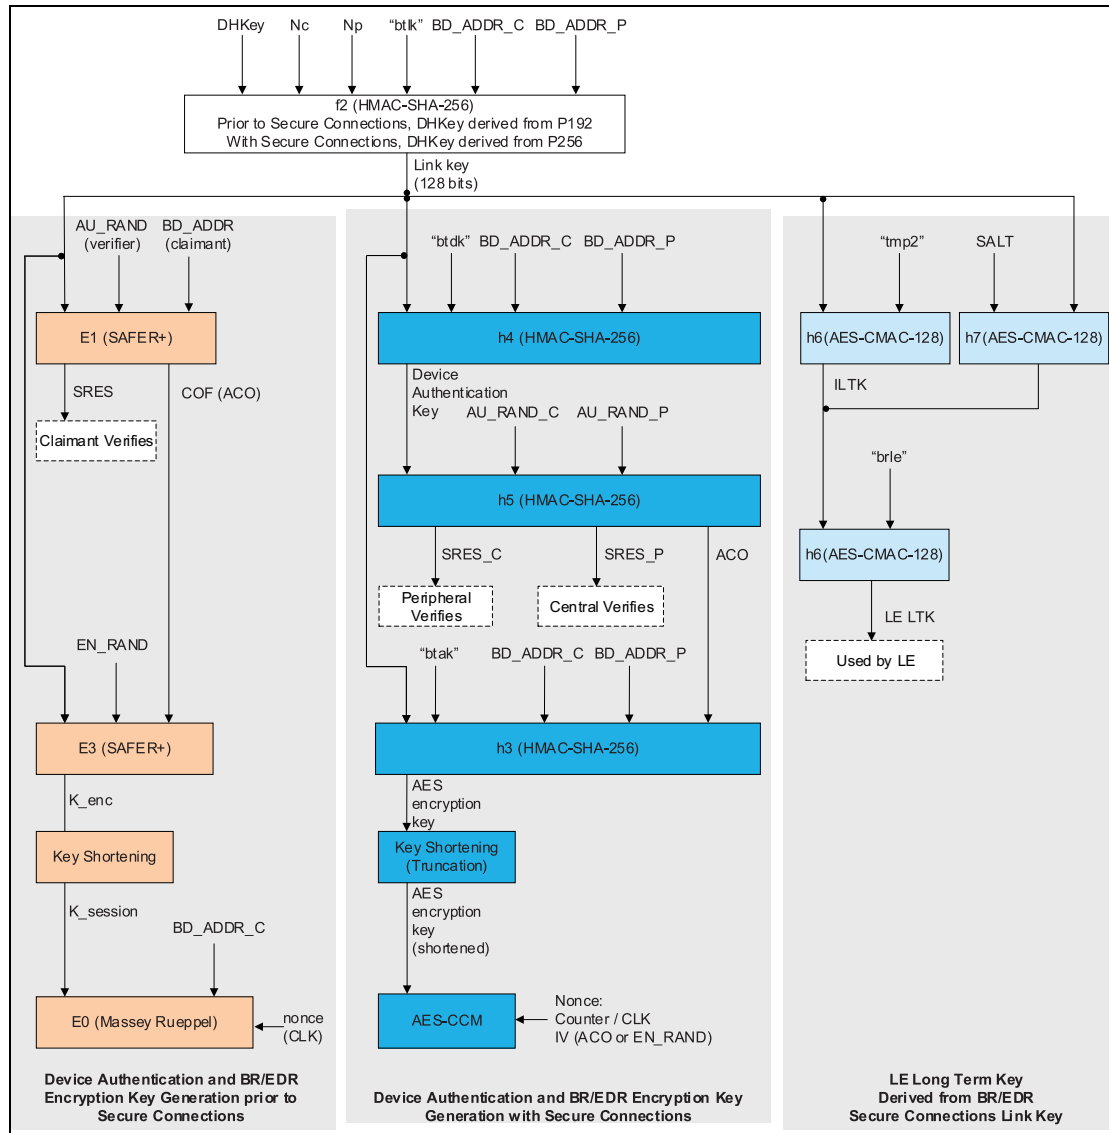 DHKey Nc Np “btlk” BD_ADDR_C BD_ADDR_P
f2 (HMAC-SHA-256)
Prior to Secure Connections, DHKey derived from P192
With Secure Connections, DHKey derived from P256
Link key
(128 bits)
AU_RAND
(verifier)
BD_ADDR
(claimant)
E1 (SAFER+)
SRES
COF (ACO)
Claimant Verifies
EN_RAND
E3 (SAFER+)
K_enc
Key Shortening
K_session
BD_ADDR_C
E0 (Massey Rueppel)
nonce
(CLK)
Device Authentication and BR/EDR
Encryption Key Generation prior to
Secure Connections
“btdk” BD_ADDR_C BD_ADDR_P
h4 (HMAC-SHA-256)
Device
Authentication
Key
AU_RAND_C AU_RAND_P
h5 (HMAC-SHA-256)
SRES_C
SRES_P
ACO
Peripheral
Verifies
Central Verifies
“btak” BD_ADDR_C BD_ADDR_P
h3 (HMAC-SHA-256)
AES
encryption
key
Key Shortening
(Truncation)
AES
encryption
key
(shortened)
AES-CCM
Nonce:
Counter / CLK
IV (ACO or EN_RAND)
Device Authentication and BR/EDR Encryption Key
Generation with Secure Connections
“tmp2”
SALT
h6(AES-CMAC-128)
h7(AES-CMAC-128)
ILTK
“brle”
h6(AES-CMAC-128)
LE LTK
Used by LE
LE Long Term Key
Derived from BR/EDR
Secure Connections Link Key